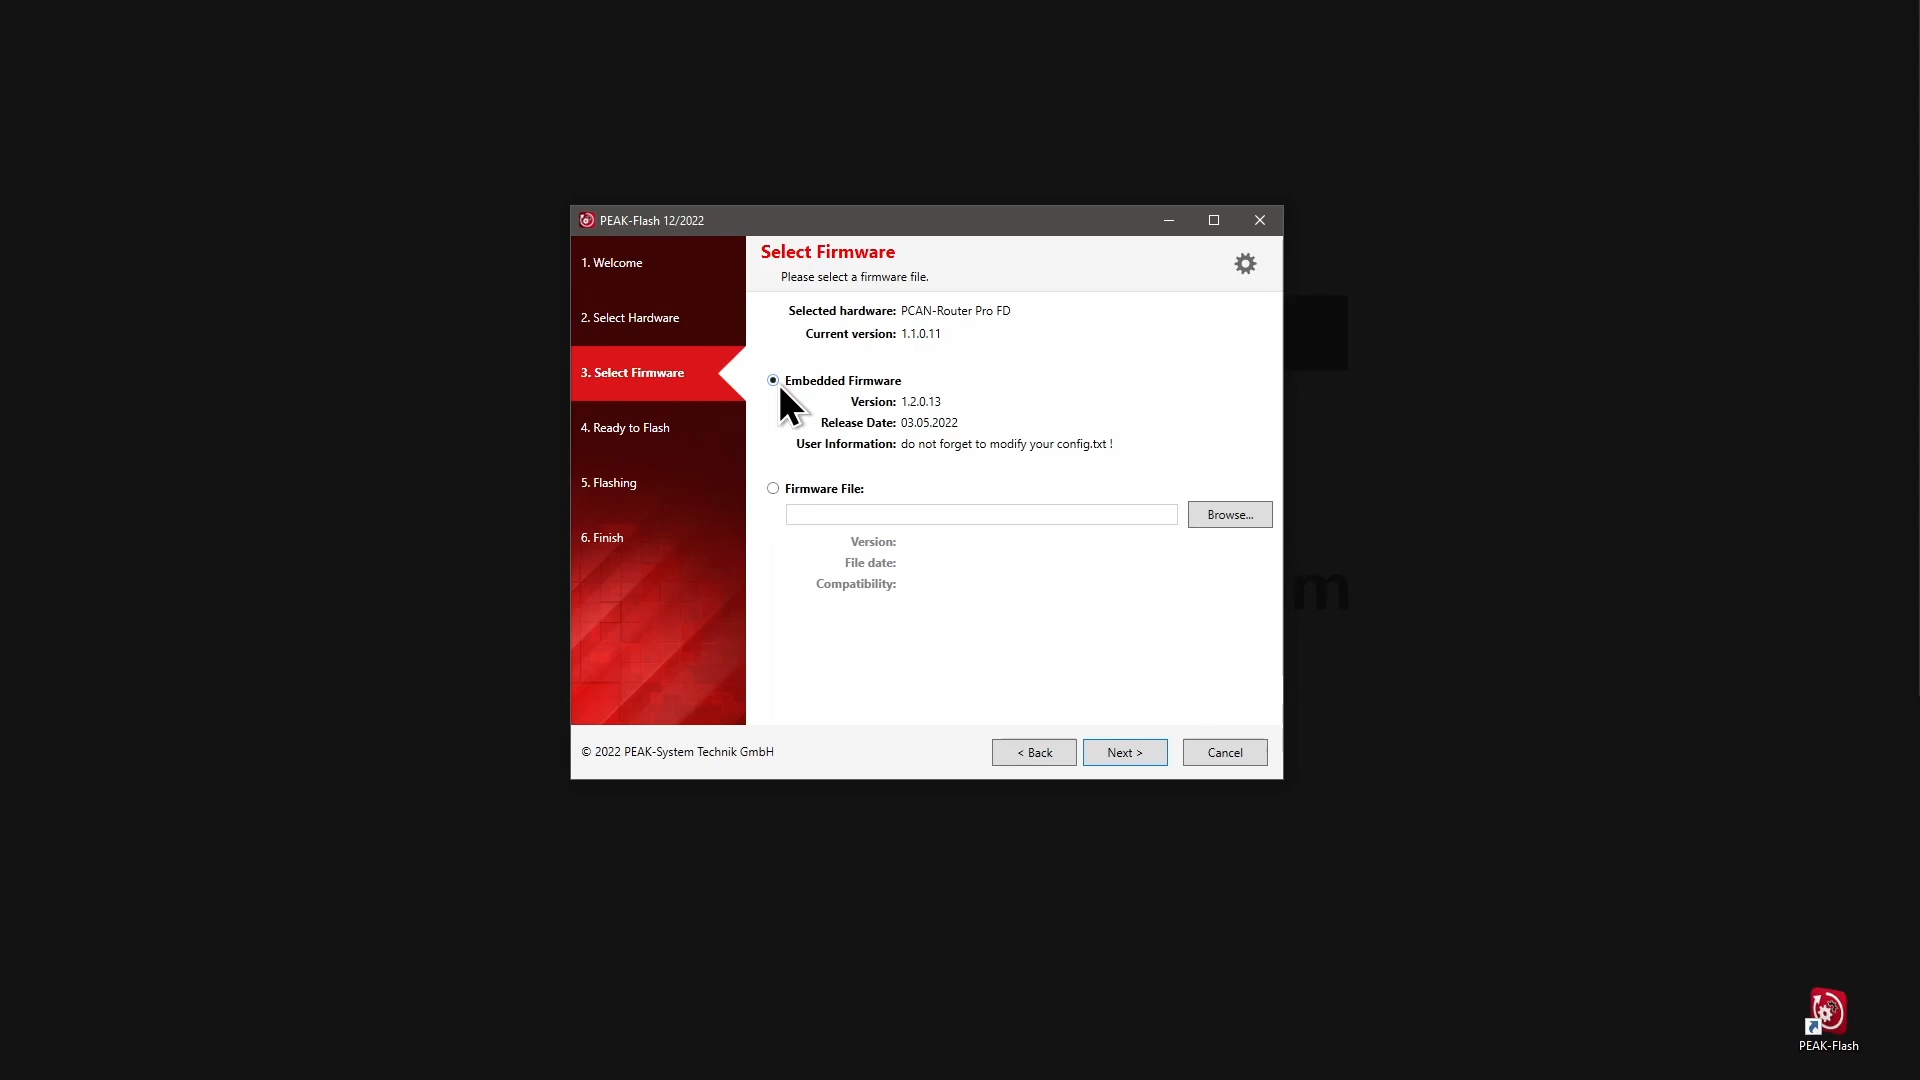 PEAK-Flash 12/2022
1. Welcome
2. Select Hardware
3. Select Firmware
4. Ready to Flash
5. Flashing
6. Finish
Select Firmware
Please select a firmware file.
Selected hardware: PCAN-Router Pro FD
Current version: 1.1.0.11
Embedded Firmware
Version: 1.2.0.13
Release Date: 03.05.2022
User Information: do not forget to modify your config.txt !
Firmware File:
Browse...
Version:
File date:
Compatibility:
© 2022 PEAK-System Technik GmbH
< Back
Next >
Cancel
m
PEAK-Flash